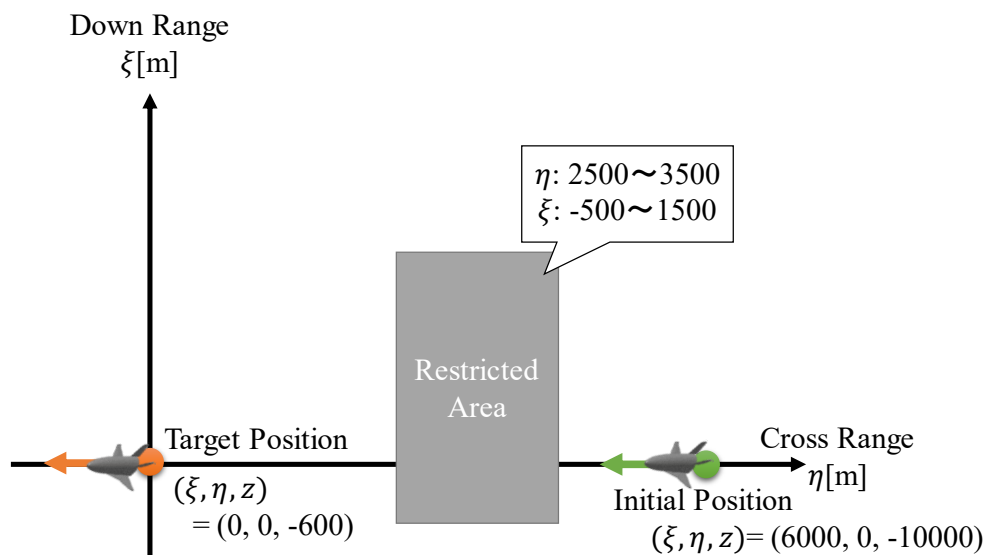 Down Range
ξ[m]
η: 2500～3500
ξ: -500～1500
Restricted
Area
Target Position
(ξ, η, z)
= (0, 0, -600)
Cross Range
η[m]
Initial Position
(ξ, η, z)= (6000, 0, -10000)